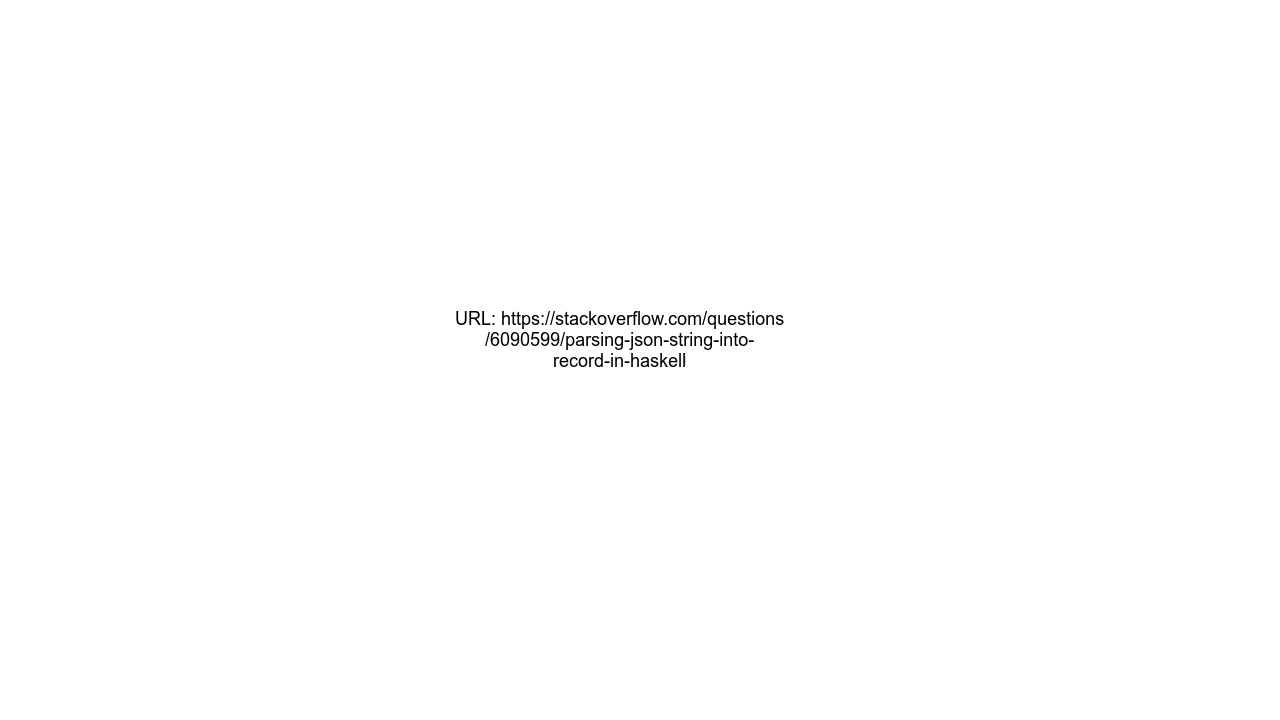 URL: https://stackoverflow.com/questions
/6090599/parsing-json-string-into-
record-in-haskell